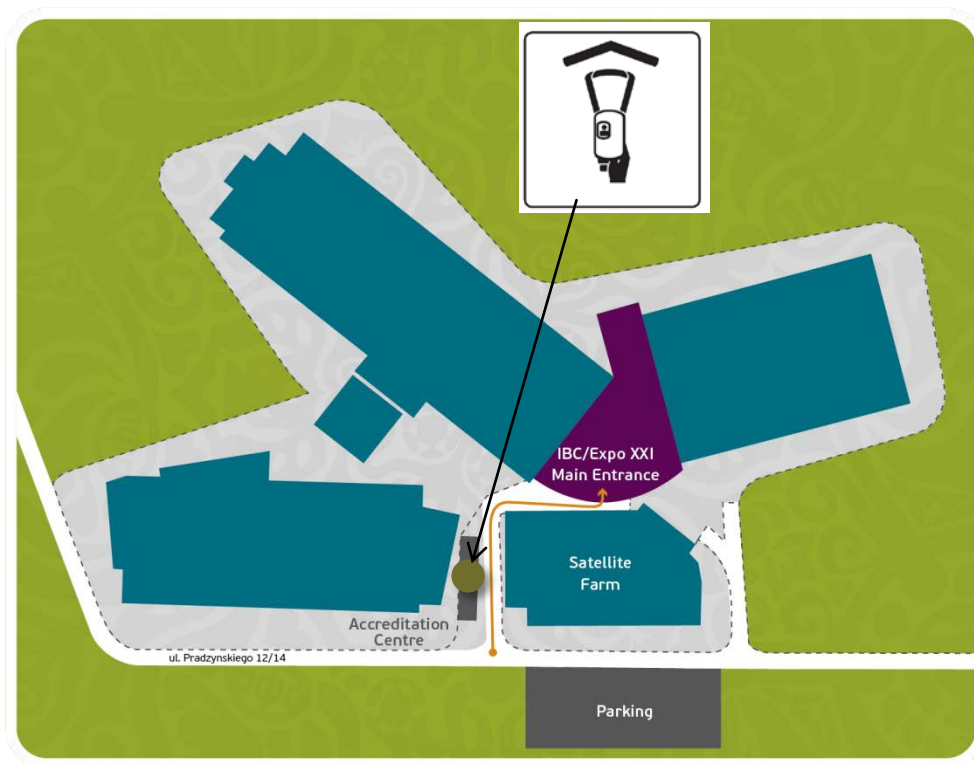 IBC/Expo XXI
Main Entrance
Satellite
Farm
Accreditation
Centre
ul. Pradzynskiego 12/14
Parking